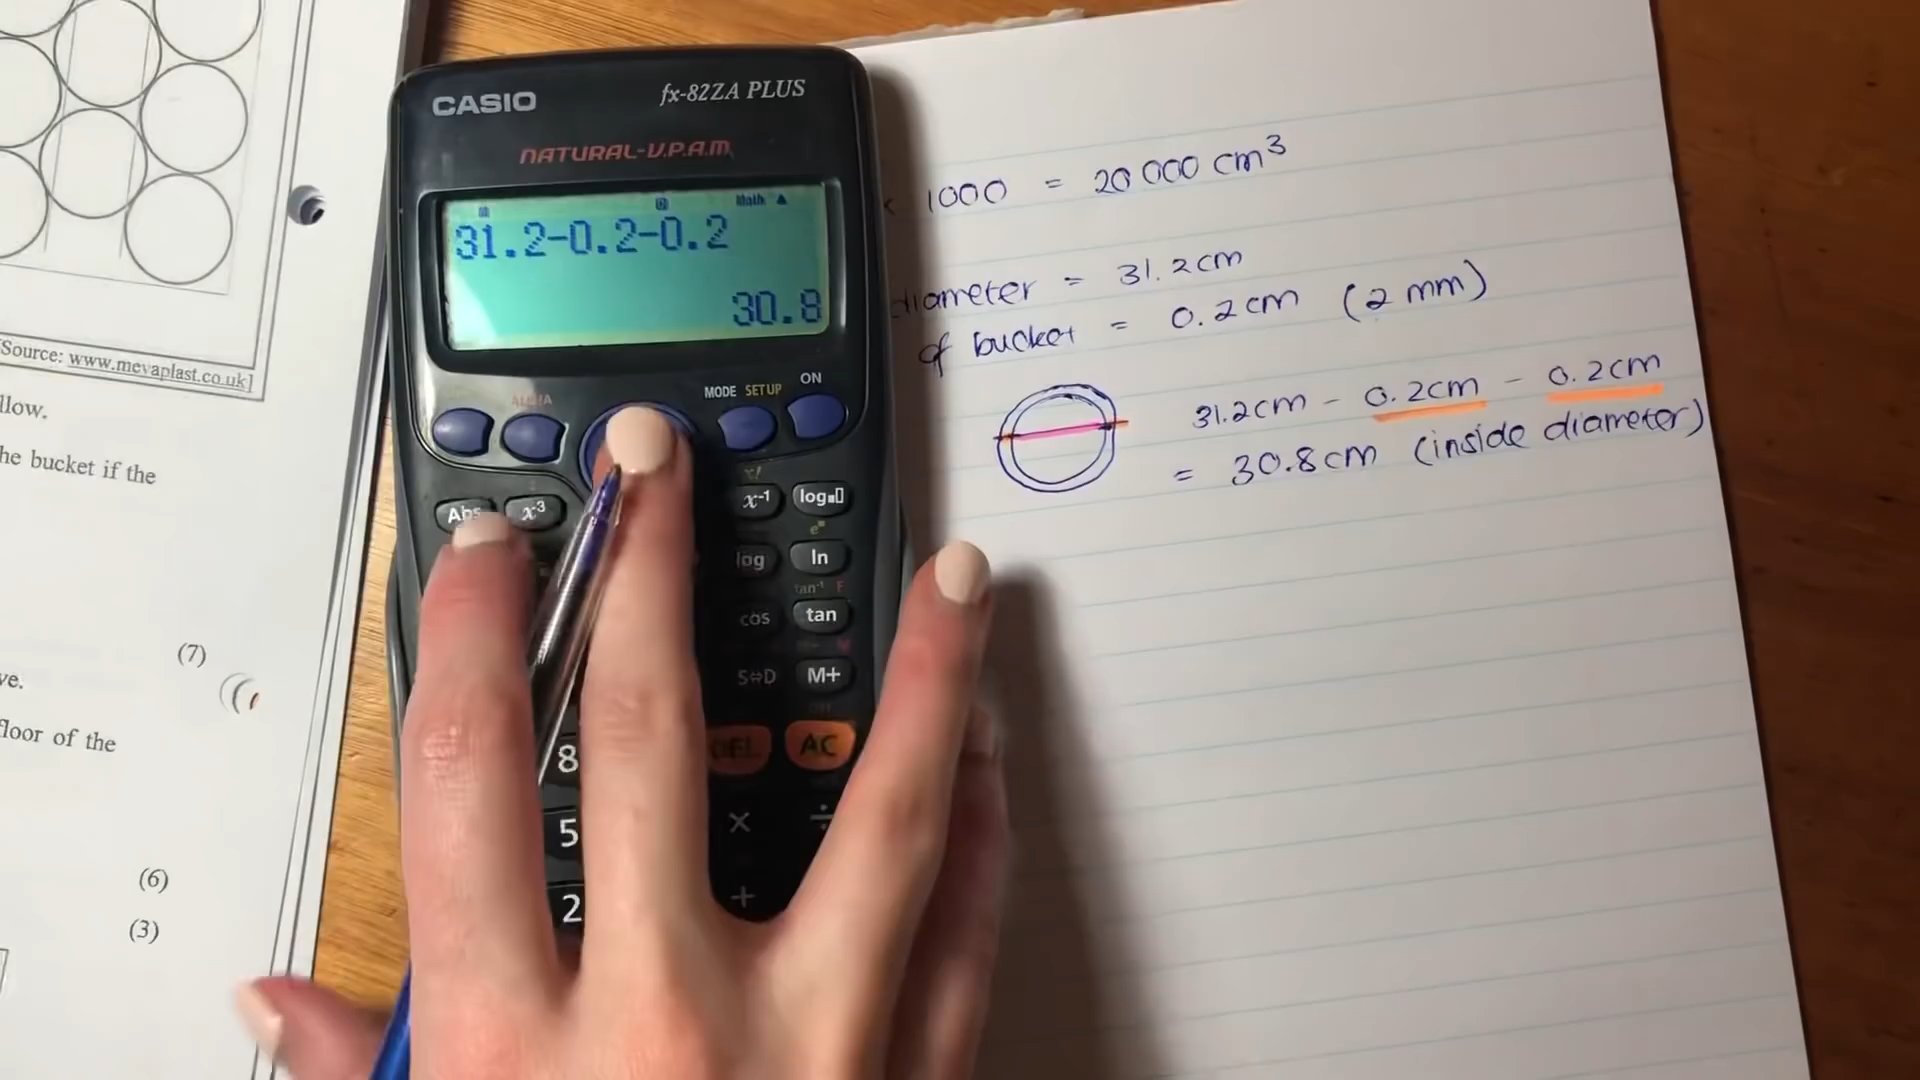 [Source: www.mevaplast.co.uk]
he bucket if the
(7)
floor of the
(6)
(3)
CASIO
fx-82ZA PLUS
NATURAL-V.P.A.M.
Math ▲
31.2-0.2-0.2
30.8
MODE SETUP ON
Abs x³ x! x⁻¹ log
log ln
tan⁻¹ F
cos tan
S⇔D M+
8 DEL AC
5 × ÷
2 +
× 1000 = 20 000 cm³
diameter = 31.2cm
of bucket = 0.2cm (2 mm)
31.2cm - 0.2cm - 0.2cm
= 30.8cm (inside diameter)